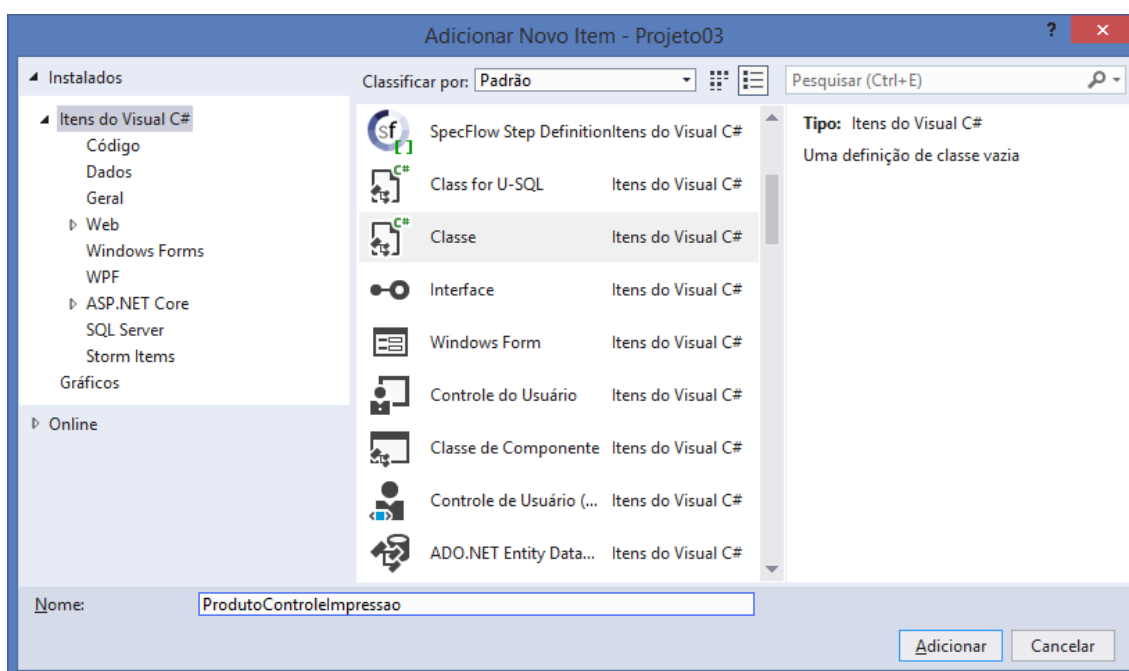 Adicionar Novo Item - Projeto03
? ×
Instalados
Classificar por: Padrão
Pesquisar (Ctrl+E)
Itens do Visual C#
Código
Dados
Geral
Web
Windows Forms
WPF
ASP.NET Core
SQL Server
Storm Items
Gráficos
Online
sf
SpecFlow Step Definition Itens do Visual C#
C#
Class for U-SQL Itens do Visual C#
C#
Classe Itens do Visual C#
Interface Itens do Visual C#
Windows Form Itens do Visual C#
Controle do Usuário Itens do Visual C#
Classe de Componente Itens do Visual C#
Controle de Usuário (... Itens do Visual C#
ADO.NET Entity Data... Itens do Visual C#
Tipo: Itens do Visual C#
Uma definição de classe vazia
Nome: ProdutoControleImpressao
Adicionar Cancelar